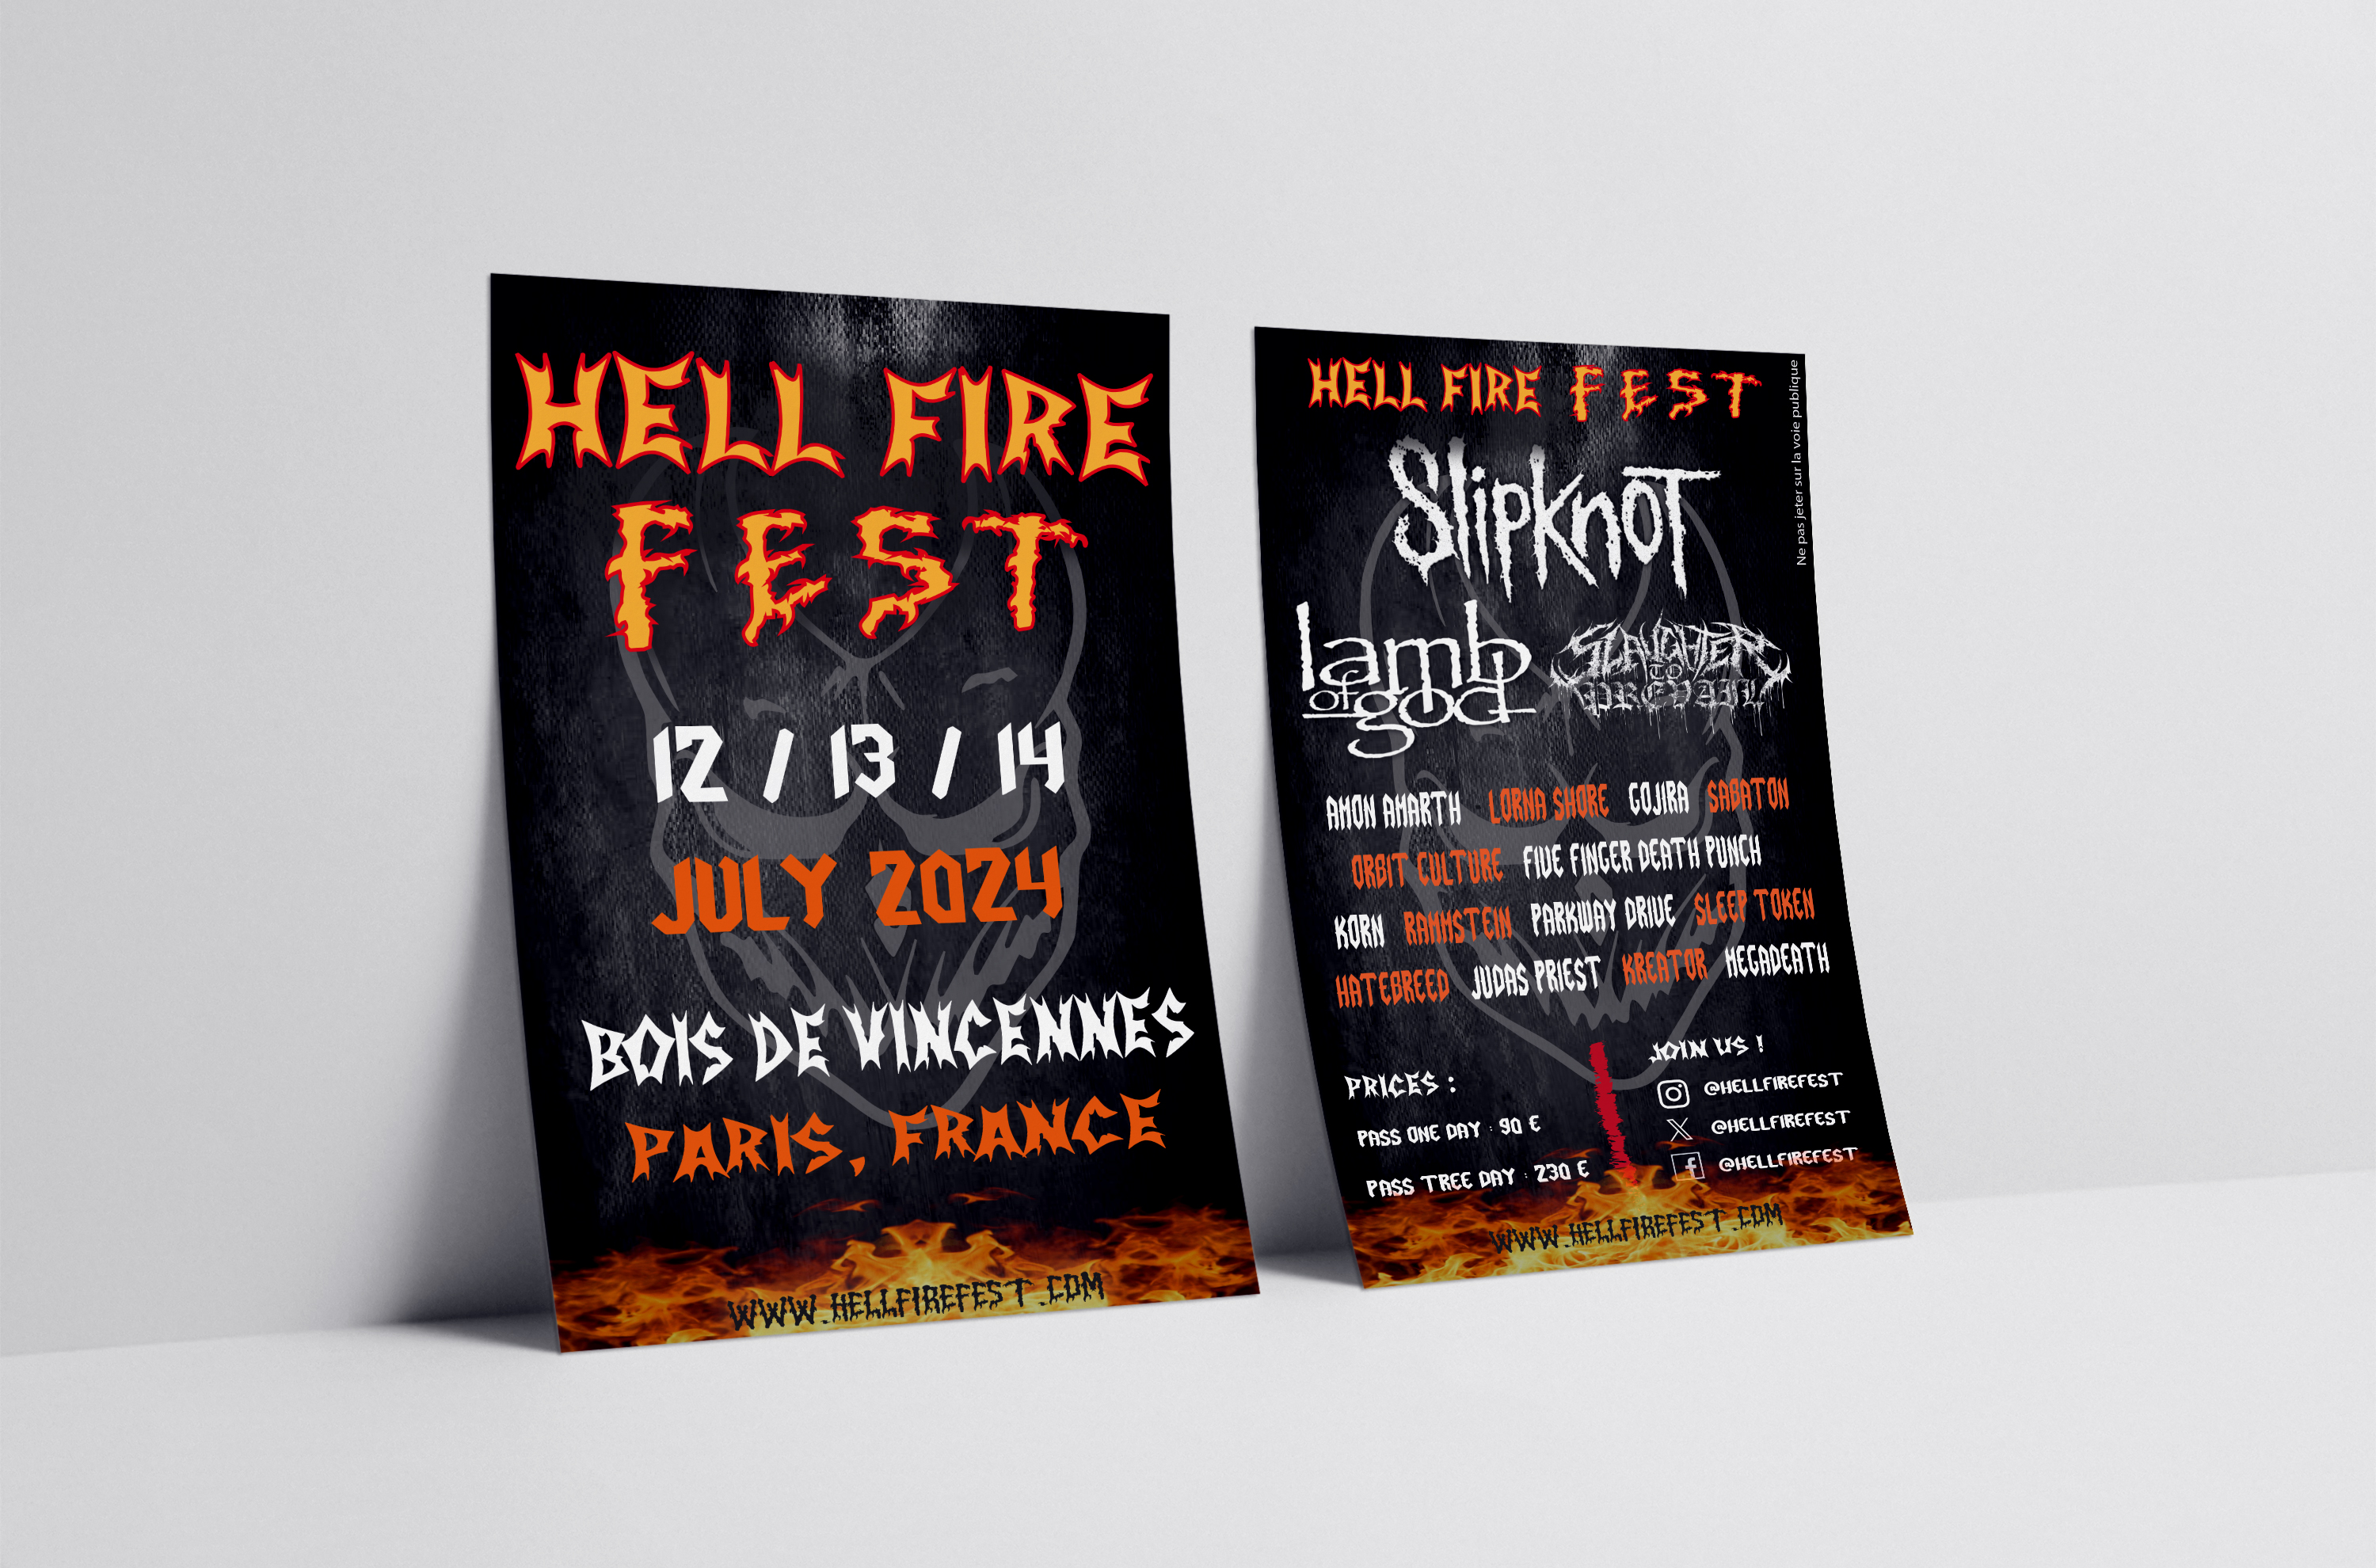 HELL FIRE
FEST
12 / 13 / 14
JULY 2024
BOIS DE VINCENNES
PARIS, FRANCE
WWW.HELLFIREFEST.COM
HELL FIRE FEST
Ne pas jeter sur la voie publique
Slipknot
lamb
of god
SLAUGHTER
TO
PREVAIL
AMON AMARTH LORNA SHORE GOJIRA SABATON
ORBIT CULTURE FIVE FINGER DEATH PUNCH
KORN RAMMSTEIN PARKWAY DRIVE SLEEP TOKEN
HATEBREED JUDAS PRIEST KREATOR MEGADEATH
PRICES :
PASS ONE DAY : 90 €
PASS TREE DAY : 230 €
JOIN US !
@HELLFIREFEST
@HELLFIREFEST
@HELLFIREFEST
WWW.HELLFIREFEST.COM